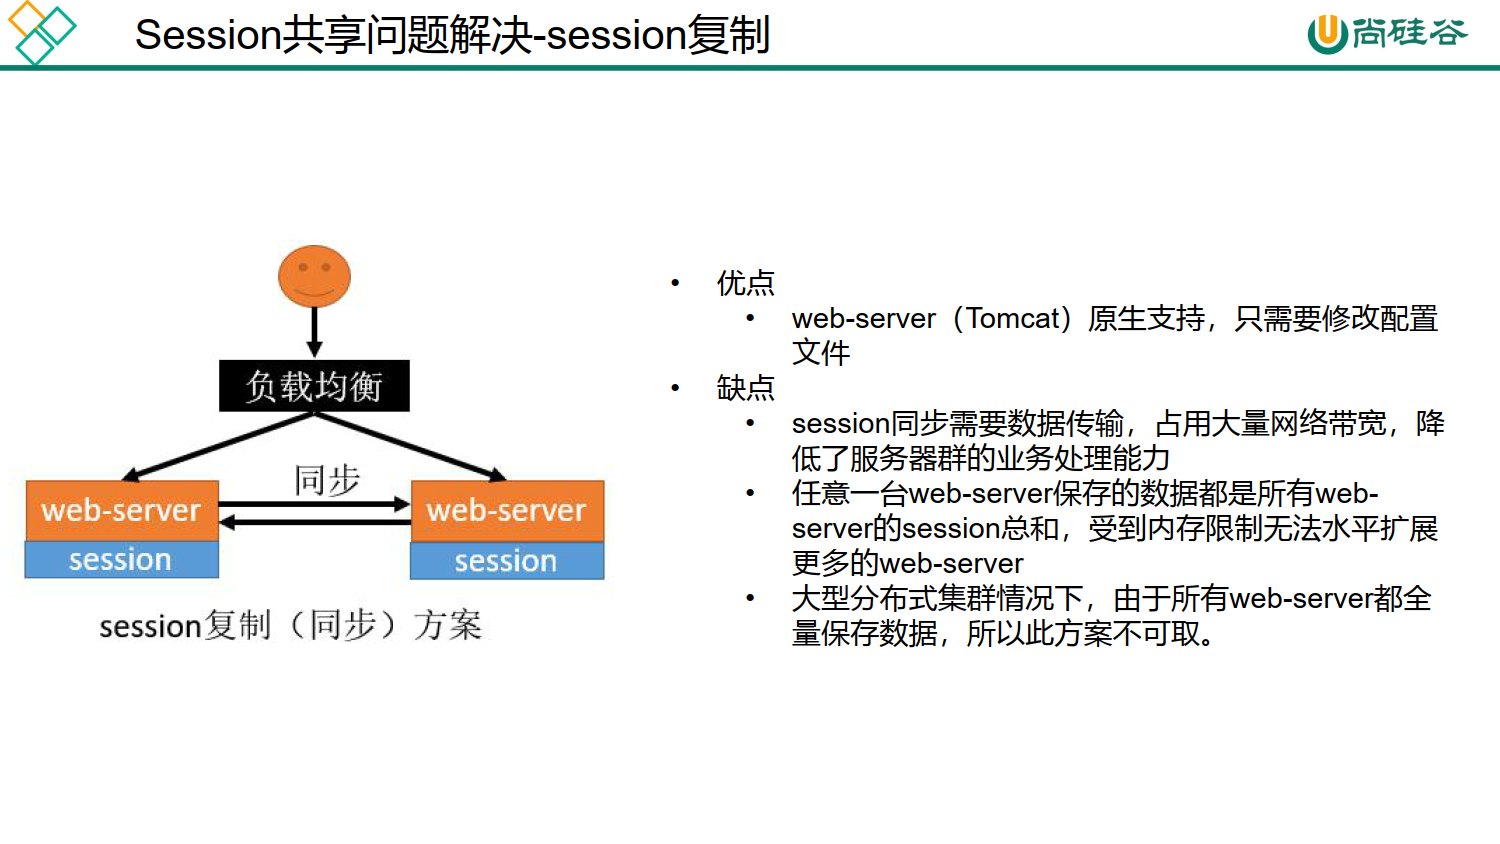 Session共享问题解决-session复制
尚硅谷
负载均衡
同步
web-server
web-server
session
session
session复制（同步）方案
• 优点
• web-server（Tomcat）原生支持，只需要修改配置
文件
• 缺点
• session同步需要数据传输，占用大量网络带宽，降
低了服务器群的业务处理能力
• 任意一台web-server保存的数据都是所有web-
server的session总和，受到内存限制无法水平扩展
更多的web-server
• 大型分布式集群情况下，由于所有web-server都全
量保存数据，所以此方案不可取。